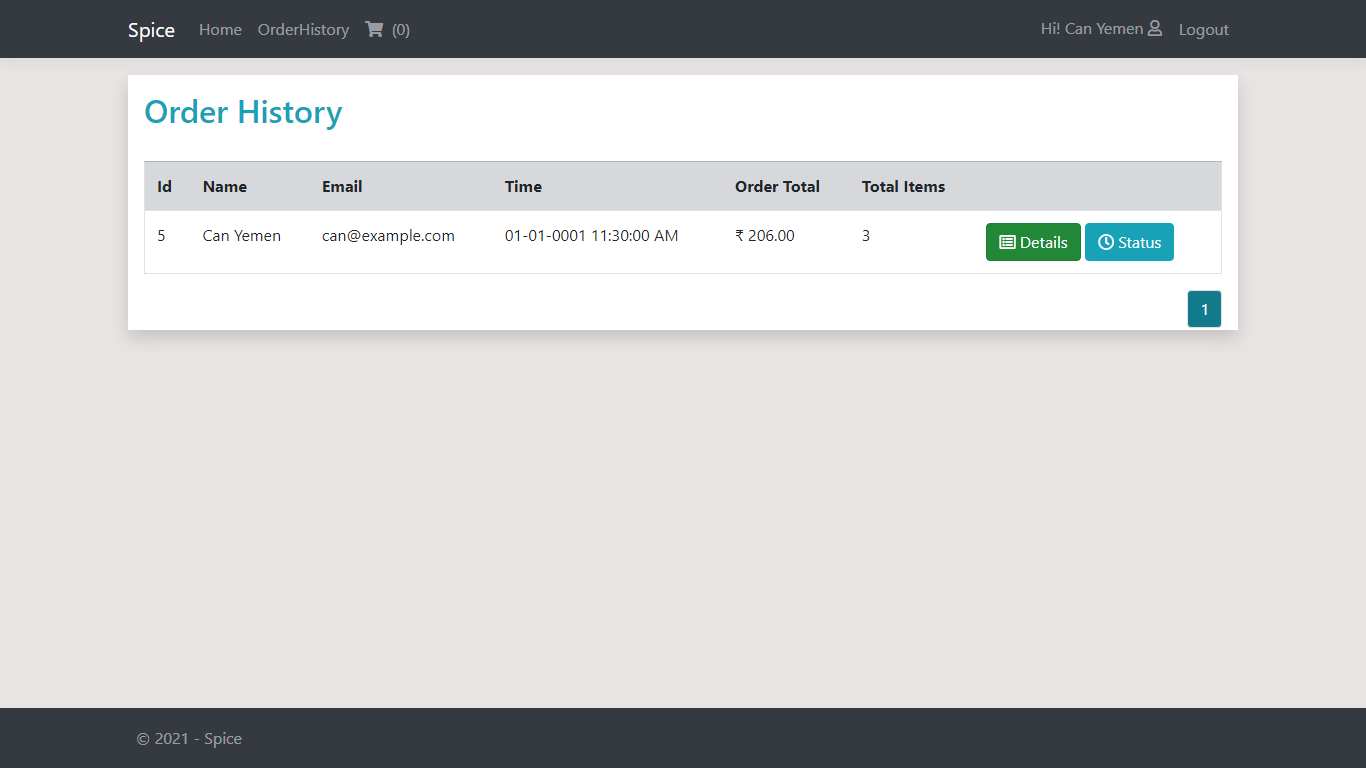 Spice Home OrderHistory (0) Hi! Can Yemen Logout
Order History
Id Name Email Time Order Total Total Items
5 Can Yemen can@example.com 01-01-0001 11:30:00 AM ₹ 206.00 3 Details Status
1
© 2021 - Spice